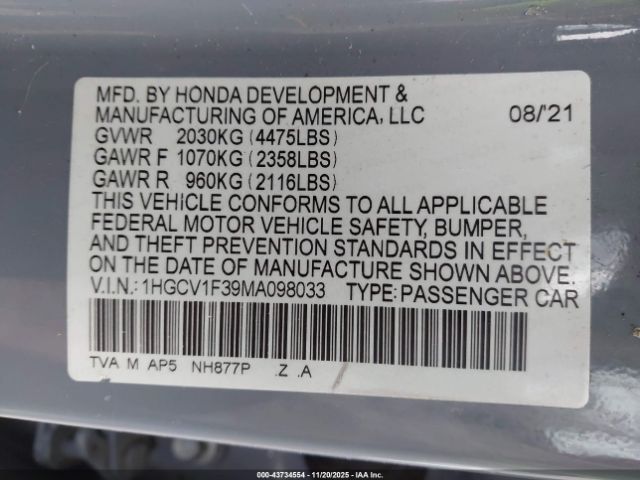 MFD. BY HONDA DEVELOPMENT &
MANUFACTURING OF AMERICA, LLC 08/'21
GVWR 2030KG (4475LBS)
GAWR F 1070KG (2358LBS)
GAWR R 960KG (2116LBS)
THIS VEHICLE CONFORMS TO ALL APPLICABLE
FEDERAL MOTOR VEHICLE SAFETY, BUMPER,
AND THEFT PREVENTION STANDARDS IN EFFECT
ON THE DATE OF MANUFACTURE SHOWN ABOVE.
V.I.N.: 1HGCV1F39MA098033 TYPE: PASSENGER CAR
TVA M AP5 NH877P .Z .A
000-43734554 - 11/20/2025 - IAAI.COM